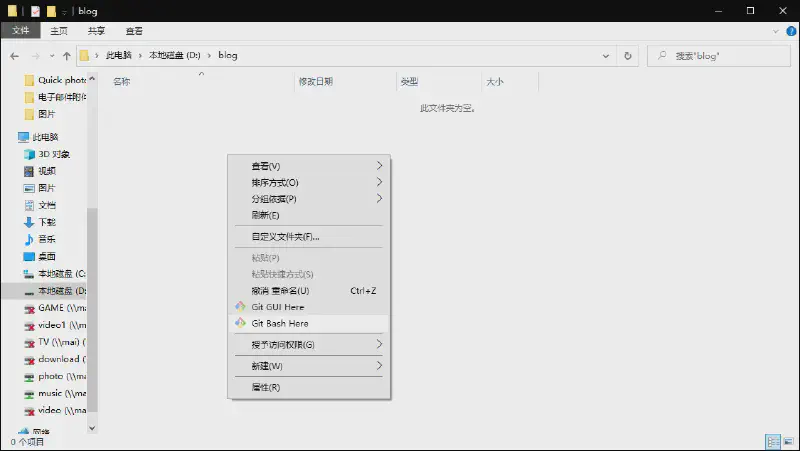 blog
文件 主页 共享 查看
此电脑 本地磁盘 (D:) blog
搜索"blog"
名称 修改日期 类型 大小
此文件夹为空。
Quick photo
电子邮件附件
图片
此电脑
3D 对象
视频
图片
文档
下载
音乐
桌面
本地磁盘 (C:
本地磁盘 (D:
GAME (\\mai)
video1 (\\ma
TV (\\mai) 
download (
photo (\\mai
music (\\ma
video (\\mai
网络
0 个项目
查看(V)
排序方式(O)
分组依据(P)
刷新(E)
自定义文件夹(F)...
粘贴(P)
粘贴快捷方式(S)
撤消 重命名(U) Ctrl+Z
Git GUI Here
Git Bash Here
授予访问权限(G)
新建(W)
属性(R)